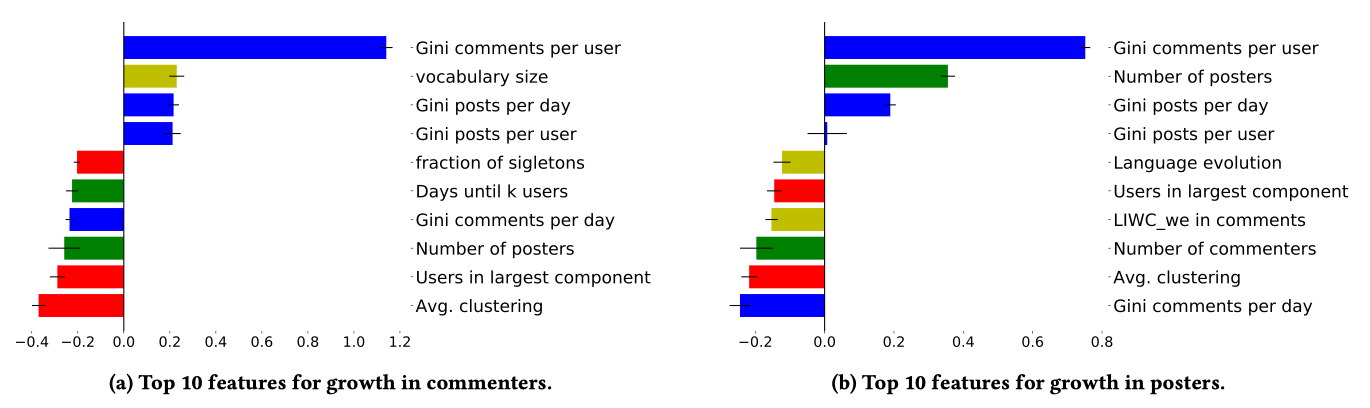 Gini comments per user
vocabulary size
Gini posts per day
Gini posts per user
fraction of sigletons
Days until k users
Gini comments per day
Number of posters
Users in largest component
Avg. clustering
−0.4 −0.2 0.0 0.2 0.4 0.6 0.8 1.0 1.2
(a) Top 10 features for growth in commenters.
Gini comments per user
Number of posters
Gini posts per day
Gini posts per user
Language evolution
Users in largest component
LIWC_we in comments
Number of commenters
Avg. clustering
Gini comments per day
−0.2 0.0 0.2 0.4 0.6 0.8
(b) Top 10 features for growth in posters.